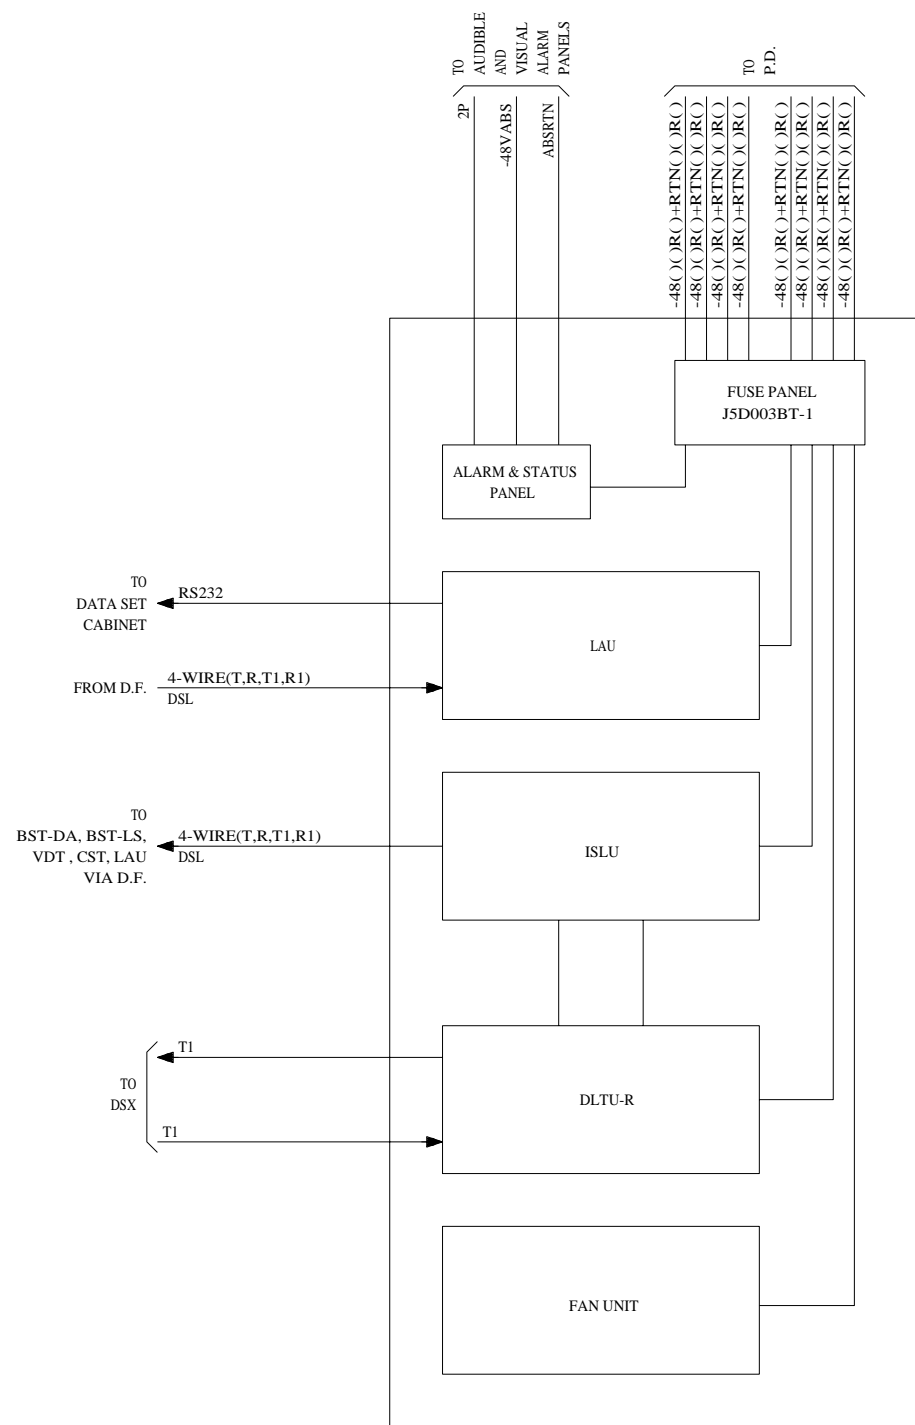 TO
AUDIBLE
AND
VISUAL
ALARM
PANELS
TO
P.D.
2P
-48VABS
ABSRTN
-48( )( )R( )+RTN( )( )R( )
-48( )( )R( )+RTN( )( )R( )
-48( )( )R( )+RTN( )( )R( )
-48( )( )R( )+RTN( )( )R( )
-48( )( )R( )+RTN( )( )R( )
-48( )( )R( )+RTN( )( )R( )
-48( )( )R( )+RTN( )( )R( )
-48( )( )R( )+RTN( )( )R( )
FUSE PANEL
J5D003BT-1
ALARM & STATUS
PANEL
TO
DATA SET
CABINET
RS232
LAU
FROM D.F.
4-WIRE(T,R,T1,R1)
DSL
TO
BST-DA, BST-LS,
VDT , CST, LAU
VIA D.F.
4-WIRE(T,R,T1,R1)
DSL
ISLU
T1
TO
DSX
T1
DLTU-R
FAN UNIT